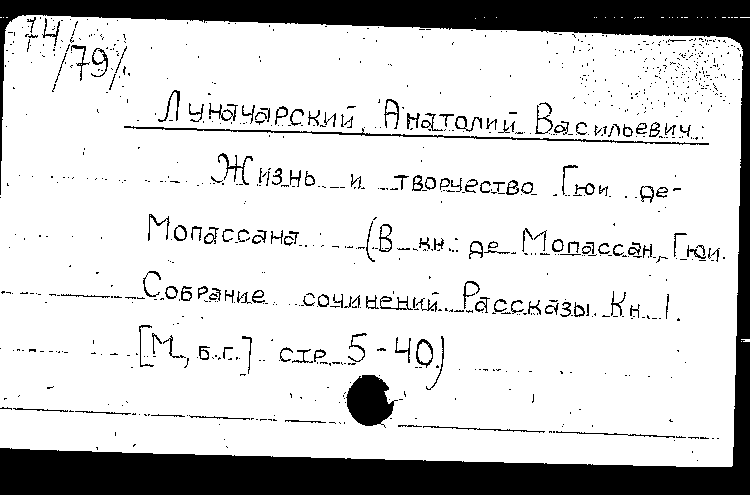 74/79
Луначарский, Анатолий Васильевич.
Жизнь и творчество Гюи де-
Мопассана (В кн.: де Мопассан, Гюи.
Собрание сочинений. Рассказы. Кн. 1.
[М., б.г.] стр. 5-40.)